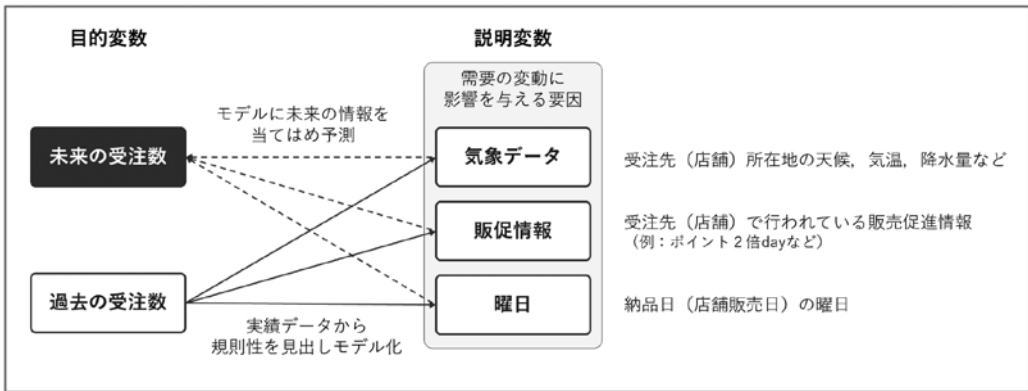 目的変数
説明変数
需要の変動に
影響を与える要因
モデルに未来の情報を
当てはめ予測
未来の受注数
気象データ
受注先（店舗）所在地の天候，気温，降水量など
販促情報
受注先（店舗）で行われている販売促進情報
（例：ポイント２倍dayなど）
過去の受注数
曜日
納品日（店舗販売日）の曜日
実績データから
規則性を見出しモデル化